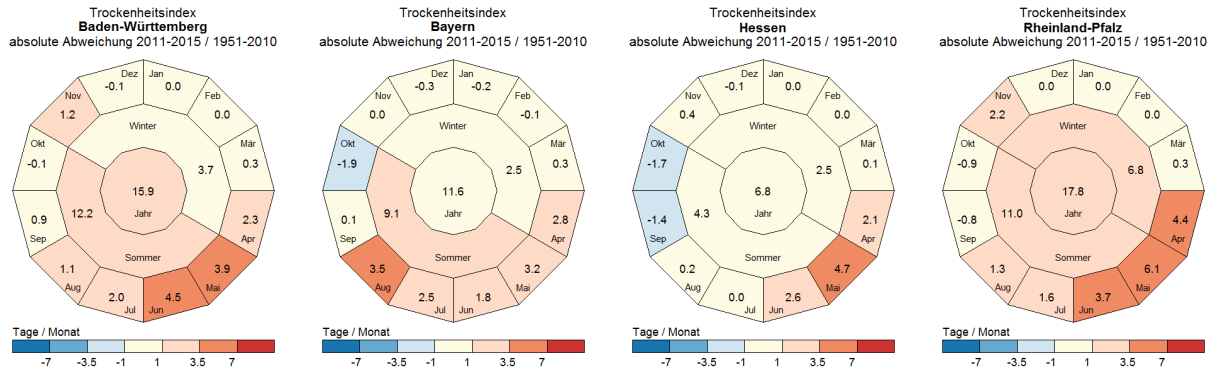 Trockenheitsindex
Baden-Württemberg
absolute Abweichung 2011-2015 / 1951-2010
Dez
-0.1
Jan
0.0
Nov
1.2
Feb
0.0
Winter
Okt
-0.1
Mär
0.3
3.7
15.9
Jahr
12.2
0.9
Sep
2.3
Apr
Sommer
1.1
Aug
3.9
Mai
2.0
Jul
4.5
Jun
Tage / Monat
-7 -3.5 -1 1 3.5 7
Trockenheitsindex
Bayern
absolute Abweichung 2011-2015 / 1951-2010
Dez
-0.3
Jan
-0.2
Nov
0.0
Feb
-0.1
Winter
Okt
-1.9
Mär
0.3
2.5
11.6
Jahr
9.1
0.1
Sep
2.8
Apr
Sommer
3.5
Aug
3.2
Mai
2.5
Jul
1.8
Jun
Tage / Monat
-7 -3.5 -1 1 3.5 7
Trockenheitsindex
Hessen
absolute Abweichung 2011-2015 / 1951-2010
Dez
-0.1
Jan
0.0
Nov
0.4
Feb
0.0
Winter
Okt
-1.7
Mär
0.1
2.5
6.8
Jahr
4.3
-1.4
Sep
2.1
Apr
Sommer
0.2
Aug
4.7
Mai
0.0
Jul
2.6
Jun
Tage / Monat
-7 -3.5 -1 1 3.5 7
Trockenheitsindex
Rheinland-Pfalz
absolute Abweichung 2011-2015 / 1951-2010
Dez
0.0
Jan
0.0
Nov
2.2
Feb
0.0
Winter
Okt
-0.9
Mär
0.3
6.8
17.8
Jahr
11.0
-0.8
Sep
4.4
Apr
Sommer
1.3
Aug
6.1
Mai
1.6
Jul
3.7
Jun
Tage / Monat
-7 -3.5 -1 1 3.5 7